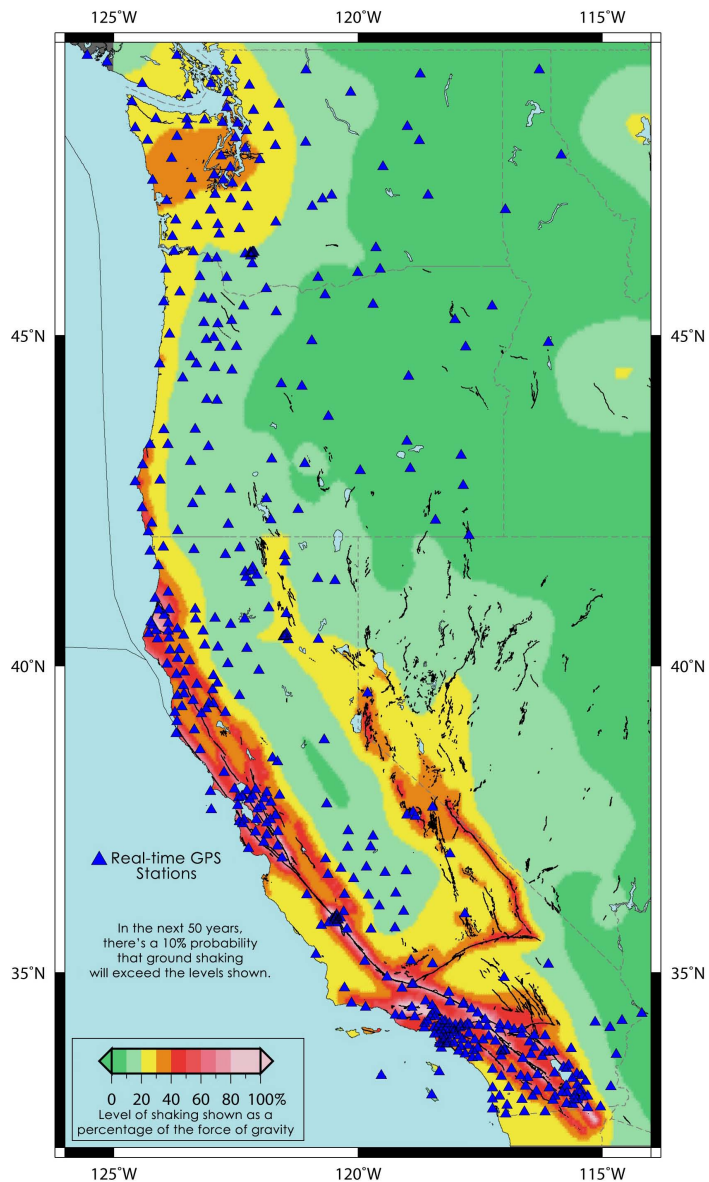 125°W 120°W 115°W
45°N 45°N
40°N 40°N
Real-time GPS
Stations
In the next 50 years,
there's a 10% probability
that ground shaking
will exceed the levels shown.
35°N 35°N
0 20 40 60 80 100%
Level of shaking shown as a
percentage of the force of gravity
125°W 120°W 115°W